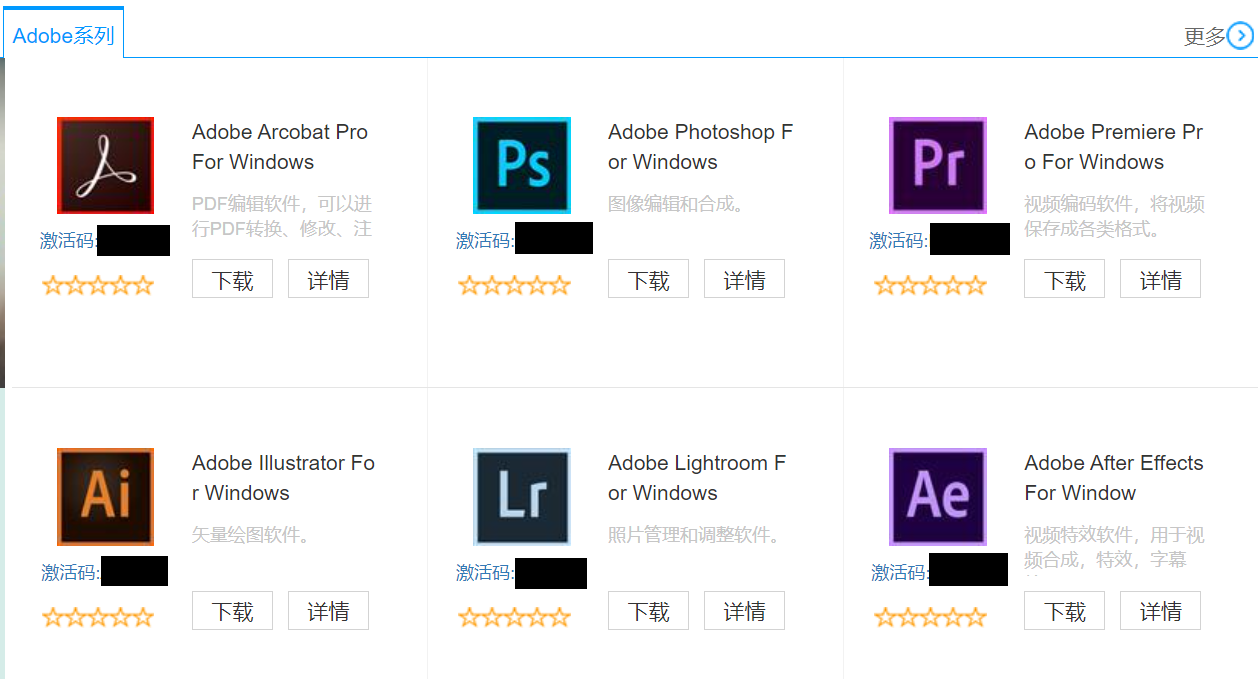 Adobe系列
更多
Adobe Arcobat Pro
For Windows
PDF编辑软件，可以进
行PDF转换、修改、注
激活码:
下载
详情
Ps
Adobe Photoshop F
or Windows
图像编辑和合成。
激活码:
下载
详情
Pr
Adobe Premiere Pr
o For Windows
视频编码软件，将视频
保存成各类格式。
激活码:
下载
详情
Ai
Adobe Illustrator Fo
r Windows
矢量绘图软件。
激活码:
下载
详情
Lr
Adobe Lightroom F
or Windows
照片管理和调整软件。
激活码:
下载
详情
Ae
Adobe After Effects
For Window
视频特效软件，用于视
频合成，特效，字幕
激活码:
下载
详情